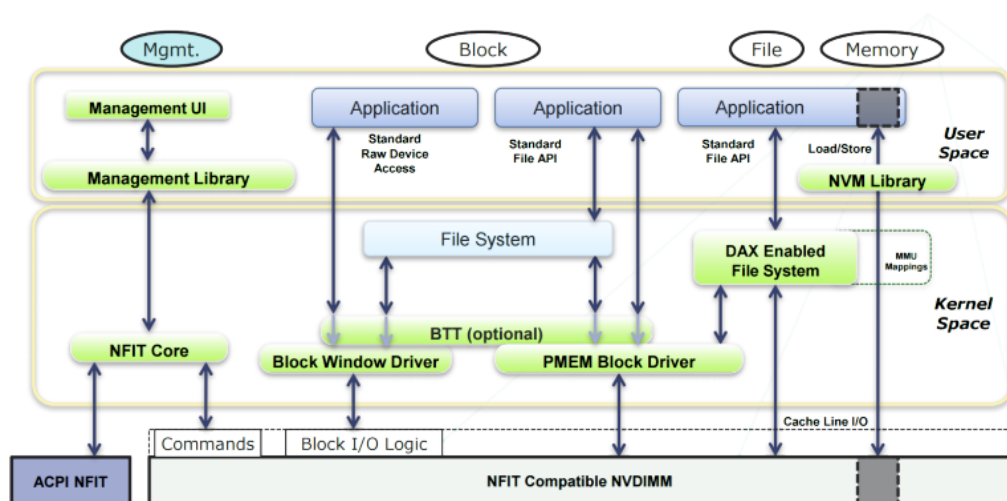 Mgmt.
Block
File
Memory
Management UI
Application
Application
Application
Standard
Raw Device
Access
Standard
File API
Standard
File API
Load/Store
User
Space
Management Library
NVM Library
File System
DAX Enabled
File System
MMU
Mappings
Kernel
Space
BTT (optional)
NFIT Core
Block Window Driver
PMEM Block Driver
Cache Line I/O
Commands
Block I/O Logic
ACPI NFIT
NFIT Compatible NVDIMM